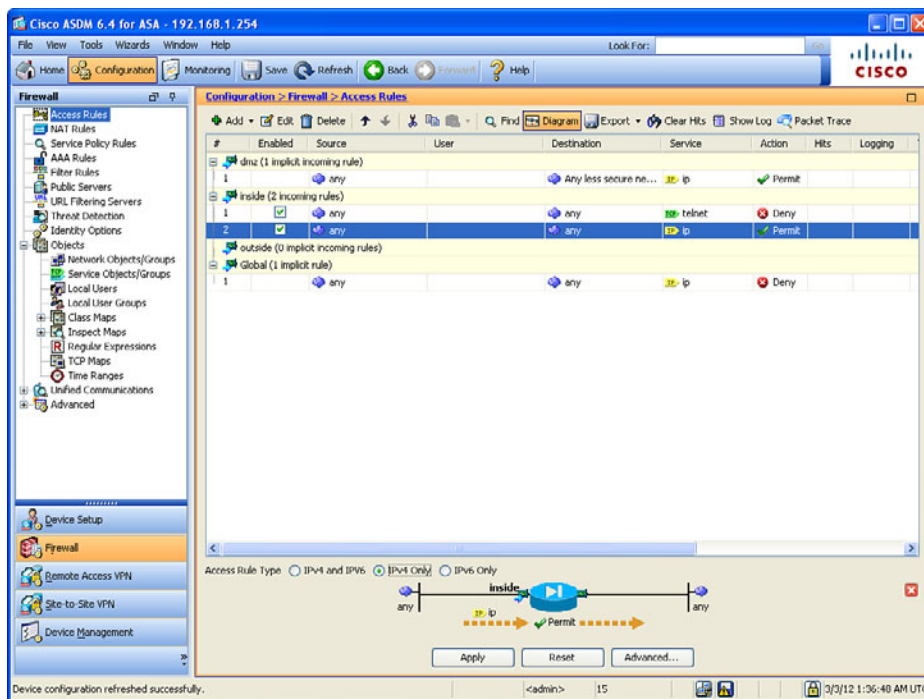 Cisco ASDM 6.4 for ASA - 192.168.1.254
File View Tools Wizards Window Help Look For: Go
Home Configuration Monitoring Save Refresh Back Forward Help
CISCO
Firewall
Access Rules
NAT Rules
Service Policy Rules
AAA Rules
Filter Rules
Public Servers
URL Filtering Servers
Threat Detection
Identity Options
Objects
Network Objects/Groups
Service Objects/Groups
Local Users
Local User Groups
Class Maps
Inspect Maps
Regular Expressions
TCP Maps
Time Ranges
Unified Communications
Advanced
Device Setup
Firewall
Remote Access VPN
Site-to-Site VPN
Device Management
Configuration > Firewall > Access Rules
Add Edit Delete Find Diagram Export Clear Hits Show Log Packet Trace
# Enabled Source User Destination Service Action Hits Logging
dmz (1 implicit incoming rule)
1 any Any less secure ne... ip Permit
inside (2 incoming rules)
1 any any telnet Deny
2 any any ip Permit
outside (0 implicit incoming rules)
Global (1 implicit rule)
1 any any ip Deny
Access Rule Type IPv4 and IPv6 IPv4 Only IPv6 Only
inside
any any
ip
Permit
Apply Reset Advanced...
Device configuration refreshed successfully. <admin> 15 3/3/12 1:36:48 AM UT